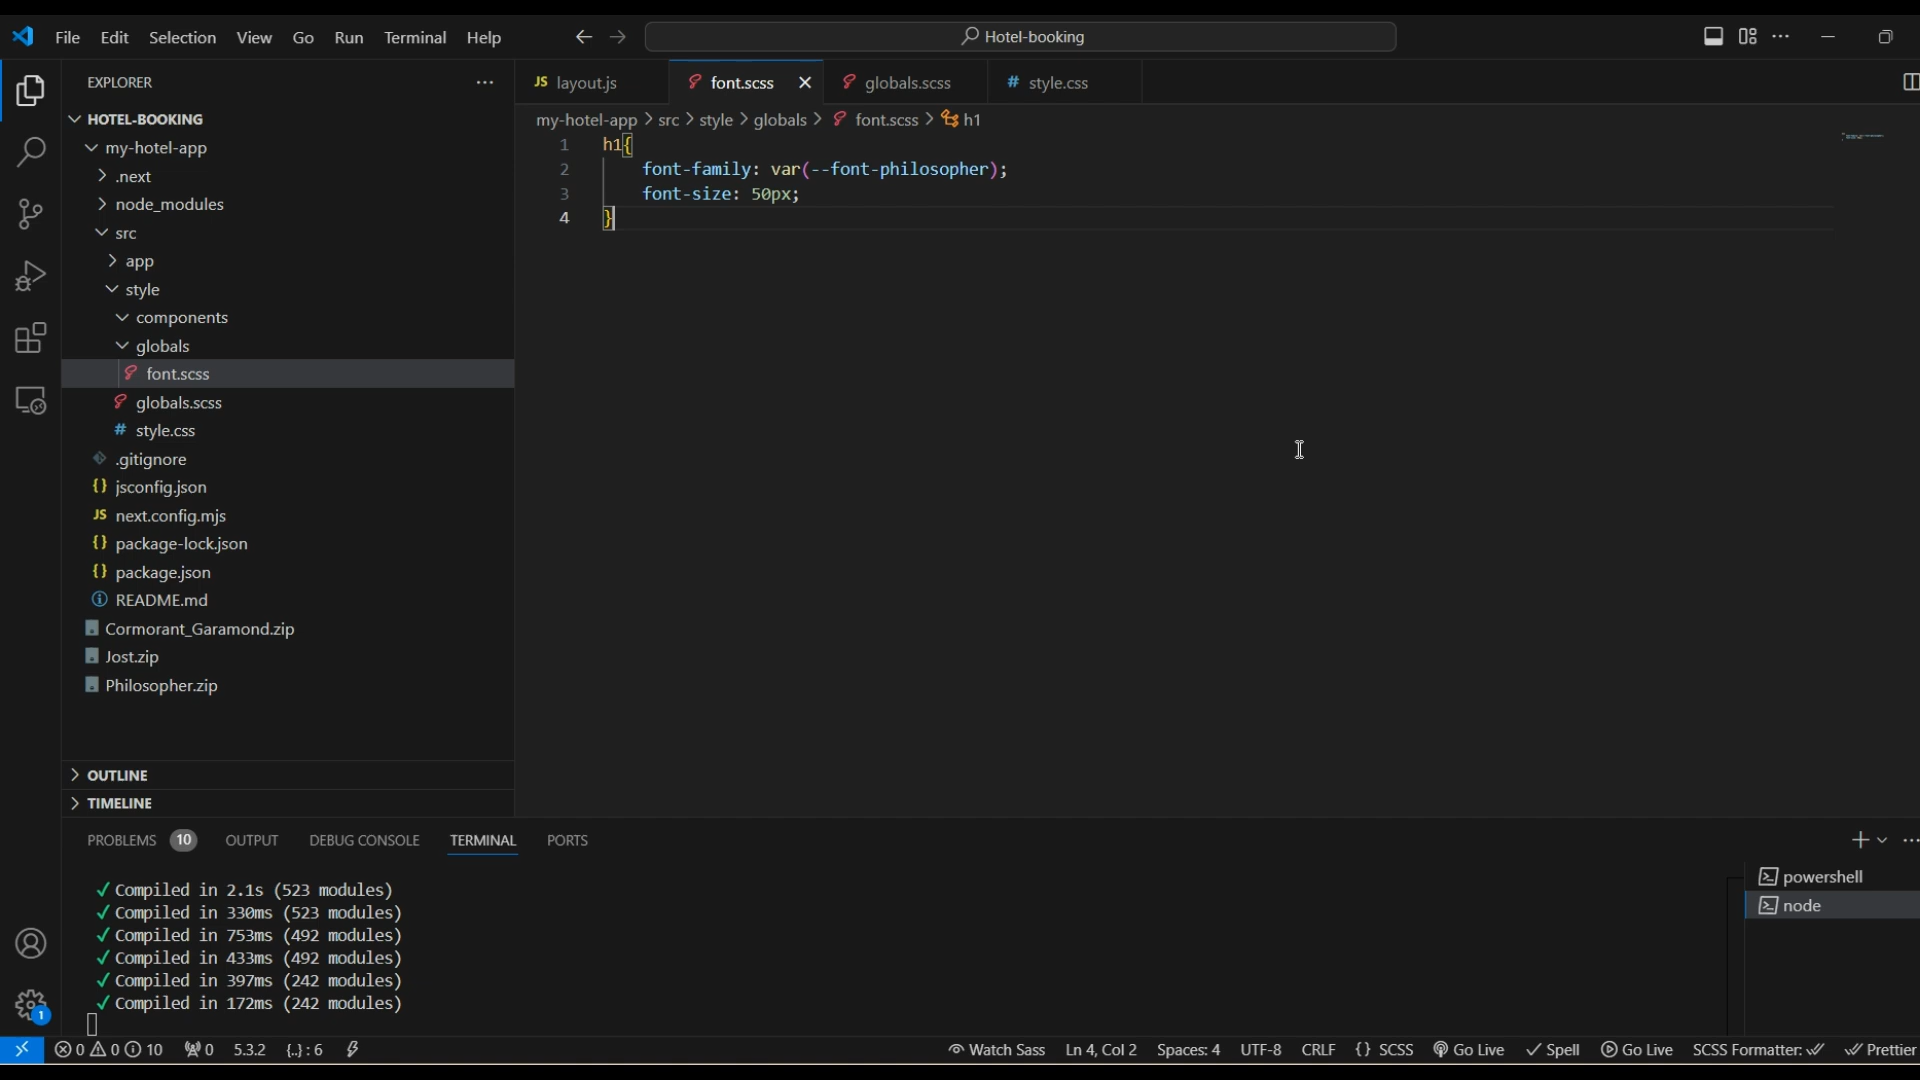 File Edit Selection View Go Run Terminal Help
Hotel-booking
EXPLORER
JS layout.js
font.scss
globals.scss
# style.css
HOTEL-BOOKING
my-hotel-app > src > style > globals > font.scss > h1
my-hotel-app
.next
node_modules
src
app
style
components
globals
font.scss
globals.scss
# style.css
.gitignore
{} jsconfig.json
JS next.config.mjs
{} package-lock.json
{} package.json
README.md
Cormorant_Garamond.zip
Jost.zip
Philosopher.zip
OUTLINE
TIMELINE
1 h1{
2 font-family: var(--font-philosopher);
3 font-size: 50px;
4 }
PROBLEMS 10 OUTPUT DEBUG CONSOLE TERMINAL PORTS
✓ Compiled in 2.1s (523 modules)
✓ Compiled in 330ms (523 modules)
✓ Compiled in 753ms (492 modules)
✓ Compiled in 433ms (492 modules)
✓ Compiled in 397ms (242 modules)
✓ Compiled in 172ms (242 modules)
powershell
node
1
0 0 10 0 5.3.2 {..} : 6 Watch Sass Ln 4, Col 2 Spaces: 4 UTF-8 CRLF {} SCSS Go Live Spell Go Live SCSS Formatter: Prettier